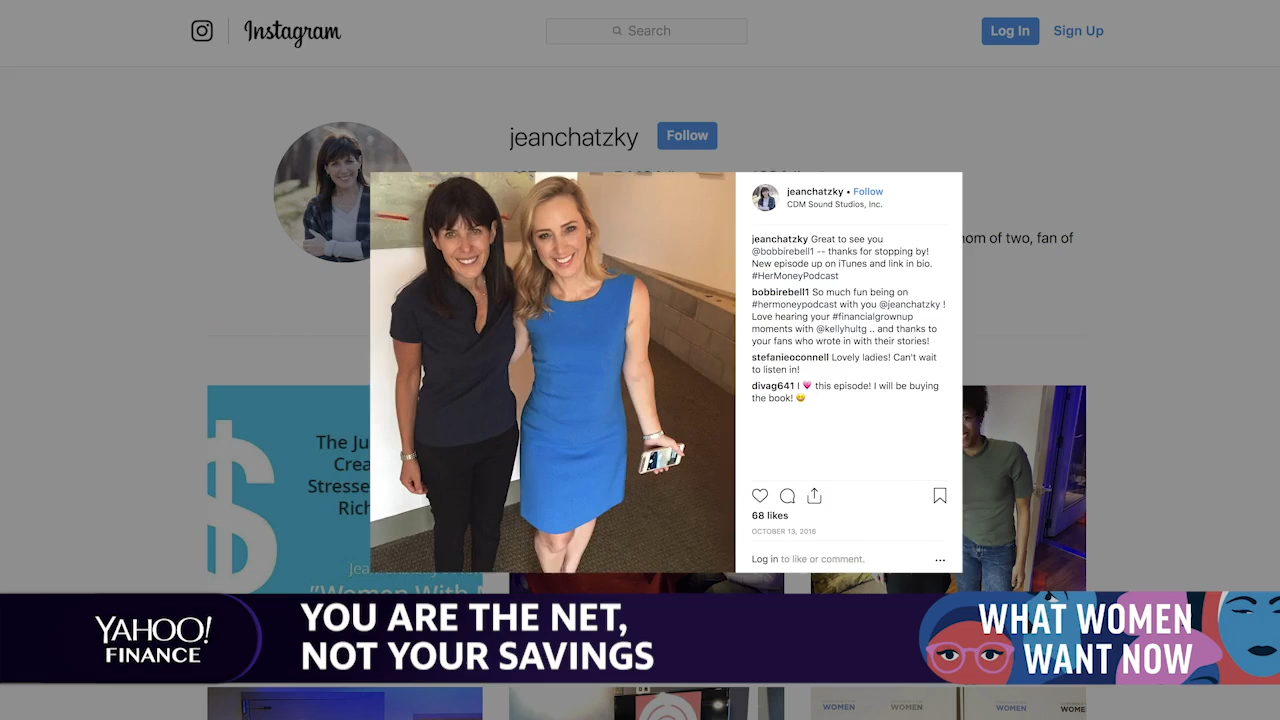 Instagram
Search
Log In
Sign Up
jeanchatzky
Follow
jeanchatzky • Follow
CDM Sound Studios, Inc.
jeanchatzky Great to see you
@bobbirebell1 -- thanks for stopping by!
New episode up on iTunes and link in bio.
#HerMoneyPodcast
bobbirebell1 So much fun being on
#hermoneypodcast with you @jeanchatzky !
Love hearing your #financialgrownup
moments with @kellyhultg .. and thanks to
your fans who wrote in with their stories!
stefanieoconnell Lovely ladies! Can't wait
to listen in!
divag641 I 💗 this episode! I will be buying
the book! 😄
68 likes
OCTOBER 13, 2016
Log in to like or comment.
...
om of two, fan of
$
The Ju
Crea
Stresse
Rich
Jea
"Women With
YAHOO!
FINANCE
YOU ARE THE NET,
NOT YOUR SAVINGS
WHAT WOMEN
WANT NOW
WOMEN
WOMEN
WOMEN